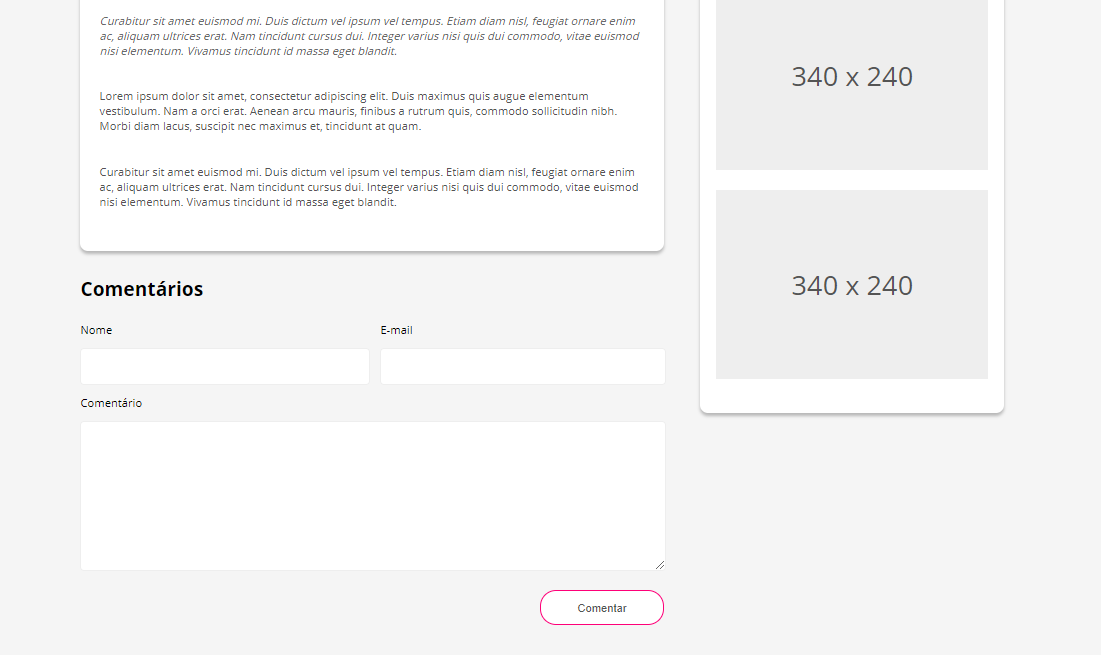 Curabitur sit amet euismod mi. Duis dictum vel ipsum vel tempus. Etiam diam nisl, feugiat ornare enim
ac, aliquam ultrices erat. Nam tincidunt cursus dui. Integer varius nisi quis dui commodo, vitae euismod
nisi elementum. Vivamus tincidunt id massa eget blandit.
Lorem ipsum dolor sit amet, consectetur adipiscing elit. Duis maximus quis augue elementum
vestibulum. Nam a orci erat. Aenean arcu mauris, finibus a rutrum quis, commodo sollicitudin nibh.
Morbi diam lacus, suscipit nec maximus et, tincidunt at quam.
Curabitur sit amet euismod mi. Duis dictum vel ipsum vel tempus. Etiam diam nisl, feugiat ornare enim
ac, aliquam ultrices erat. Nam tincidunt cursus dui. Integer varius nisi quis dui commodo, vitae euismod
nisi elementum. Vivamus tincidunt id massa eget blandit.
Comentários
Nome
E-mail
Comentário
Comentar
340 x 240
340 x 240